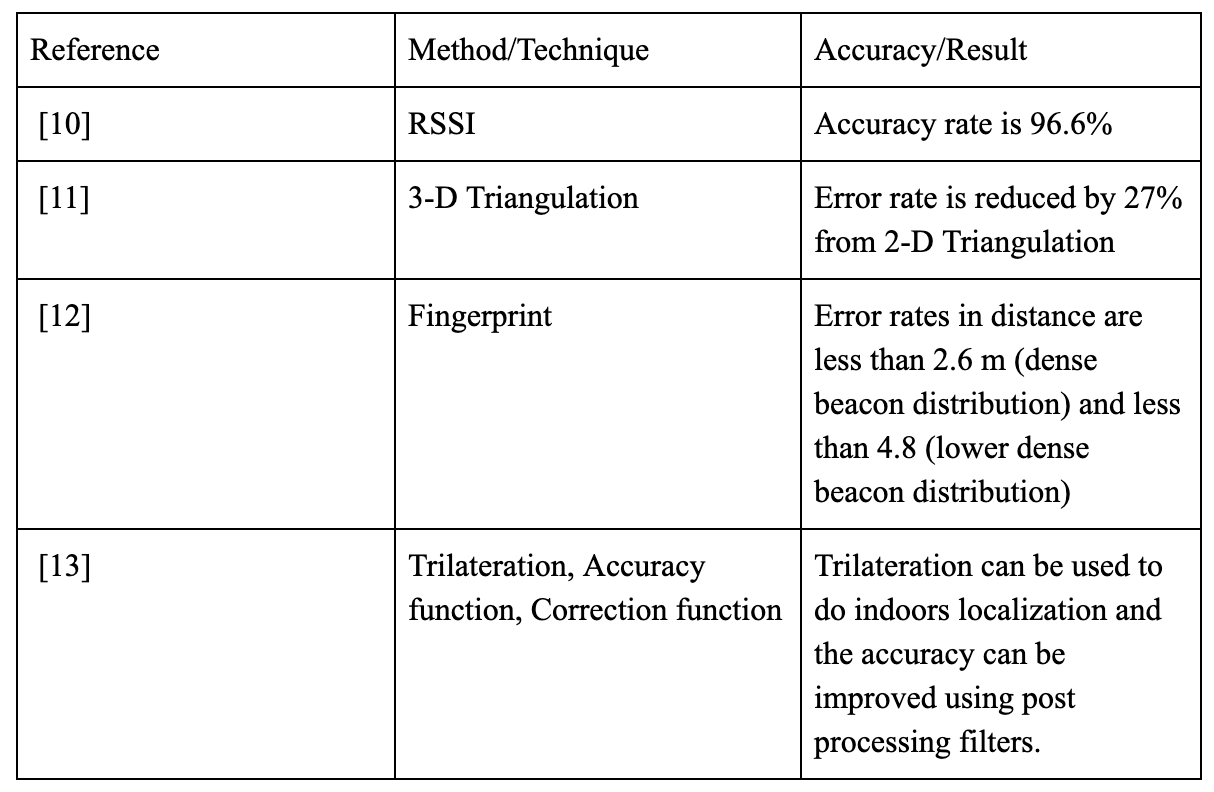 Reference
Method/Technique
Accuracy/Result
[10]
RSSI
Accuracy rate is 96.6%
[11]
3-D Triangulation
Error rate is reduced by 27%
from 2-D Triangulation
[12]
Fingerprint
Error rates in distance are
less than 2.6 m (dense
beacon distribution) and less
than 4.8 (lower dense
beacon distribution)
[13]
Trilateration, Accuracy
function, Correction function
Trilateration can be used to
do indoors localization and
the accuracy can be
improved using post
processing filters.